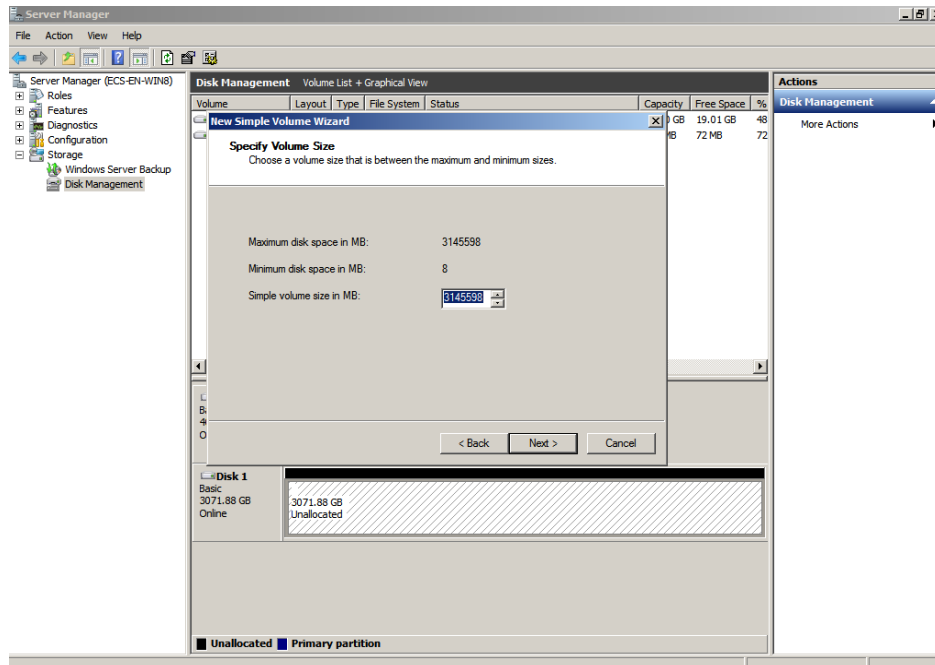 Server Manager
File Action View Help
Server Manager (ECS-EN-WIN8)
Roles
Features
Diagnostics
Configuration
Storage
Windows Server Backup
Disk Management
Disk Management Volume List + Graphical View
Volume Layout Type File System Status Capacity Free Space %
GB 19.01 GB 48
MB 72 MB 72
New Simple Volume Wizard
Specify Volume Size
Choose a volume size that is between the maximum and minimum sizes.
Maximum disk space in MB: 3145598
Minimum disk space in MB: 8
Simple volume size in MB: 3145598
< Back Next > Cancel
Disk 1
Basic
3071.88 GB
Online
3071.88 GB
Unallocated
Unallocated Primary partition
Actions
Disk Management
More Actions